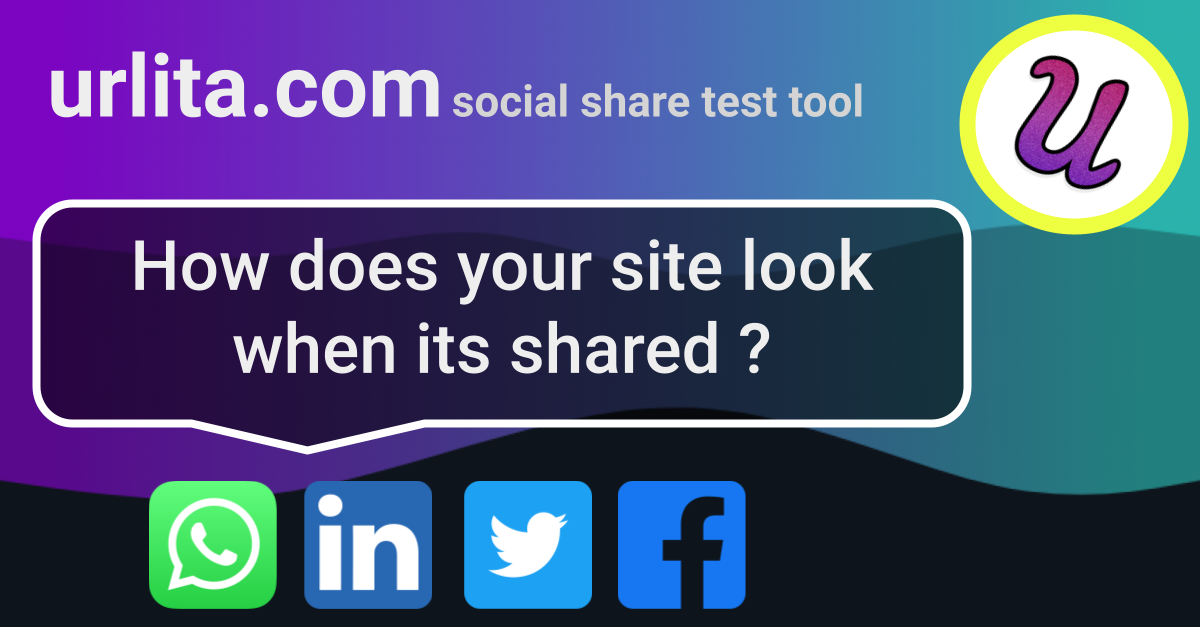 urlita.com social share test tool
U
How does your site look
when its shared ?
in
f